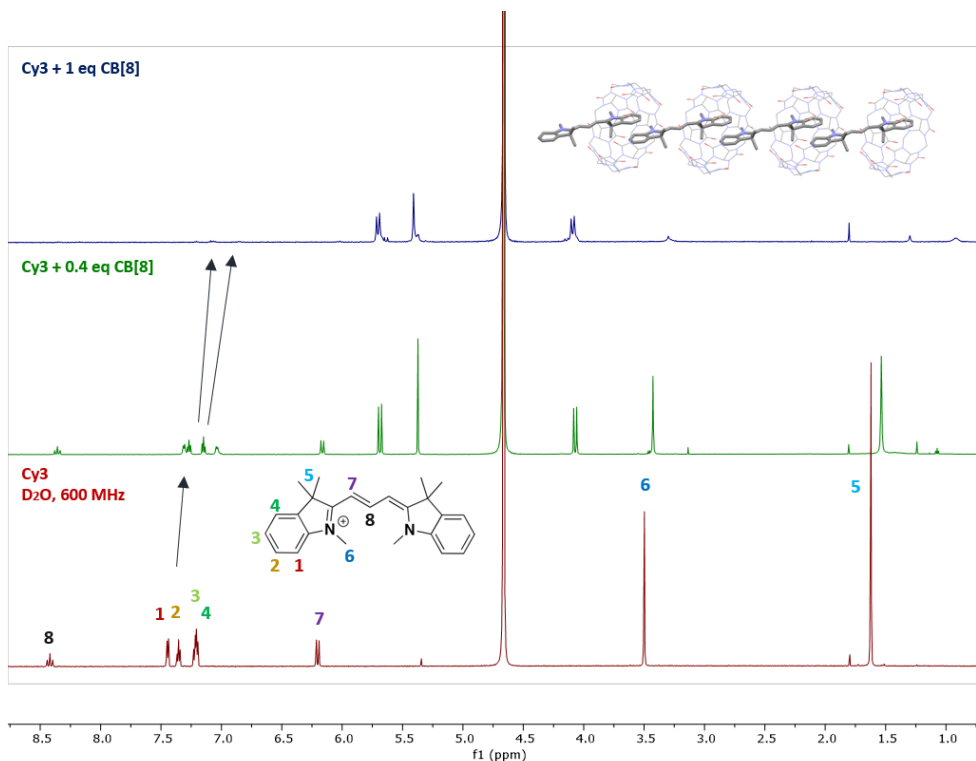 Cy3 + 1 eq CB[8]
Cy3 + 0.4 eq CB[8]
Cy3
D2O, 600 MHz
5 7
4
8
3
N N
⊕
2 1 6
6 5
8 1 2 3 4 7
8.5 8.0 7.5 7.0 6.5 6.0 5.5 5.0 4.5 4.0 3.5 3.0 2.5 2.0 1.5 1.0
f1 (ppm)